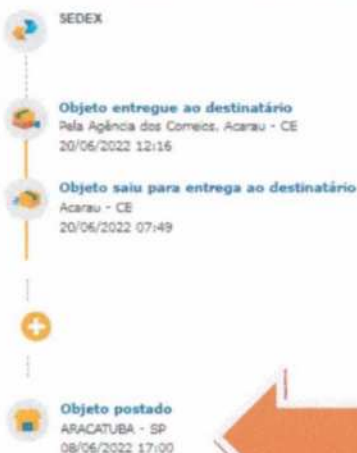 SEDEX
Objeto entregue ao destinatário
Pela Agência dos Correios, Acarau - CE
20/06/2022 12:16
Objeto saiu para entrega ao destinatário
Acarau - CE
20/06/2022 07:49
Objeto postado
ARACATUBA - SP
08/06/2022 17:00